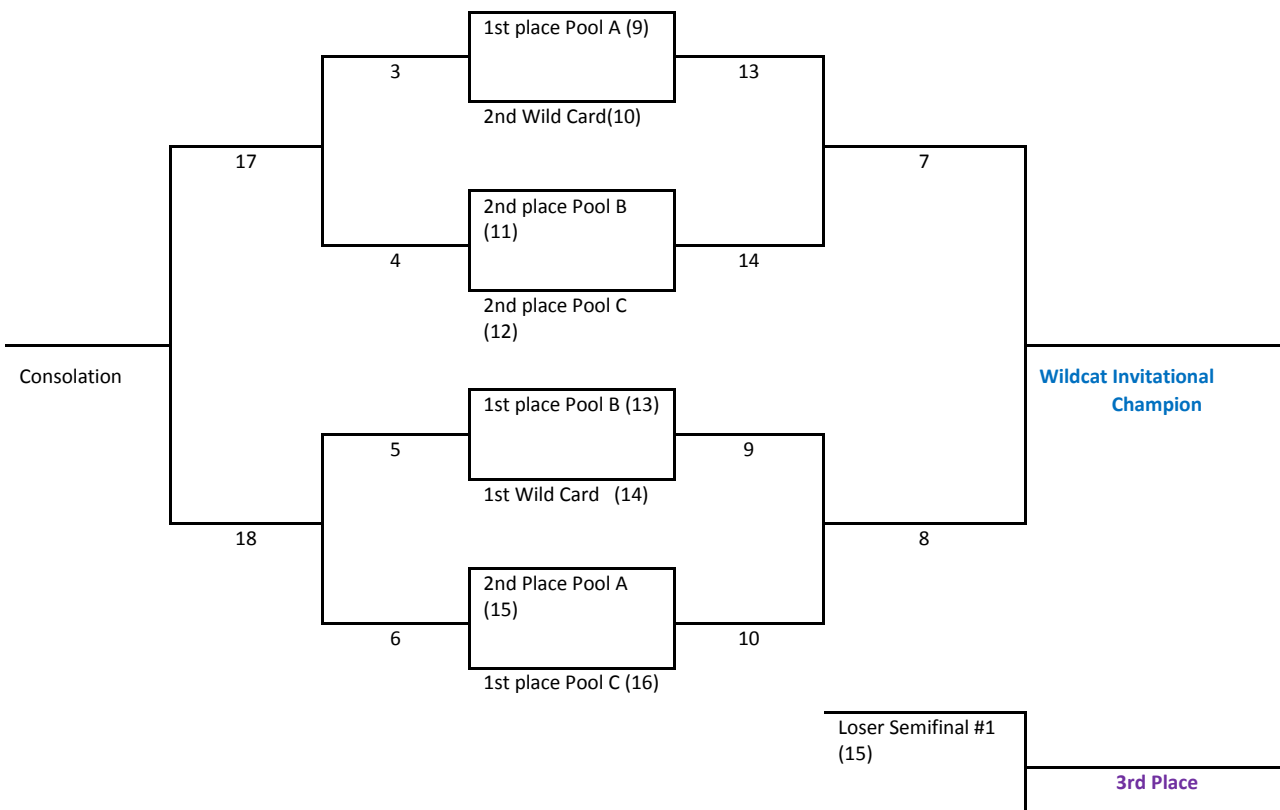 1st place Pool A (9)
3
13
2nd Wild Card(10)
17
7
2nd place Pool B
(11)
4
14
2nd place Pool C
(12)
Consolation
Wildcat Invitational
Champion
1st place Pool B (13)
5
9
1st Wild Card (14)
18
8
2nd Place Pool A
(15)
6
10
1st place Pool C (16)
Loser Semifinal #1
(15)
3rd Place